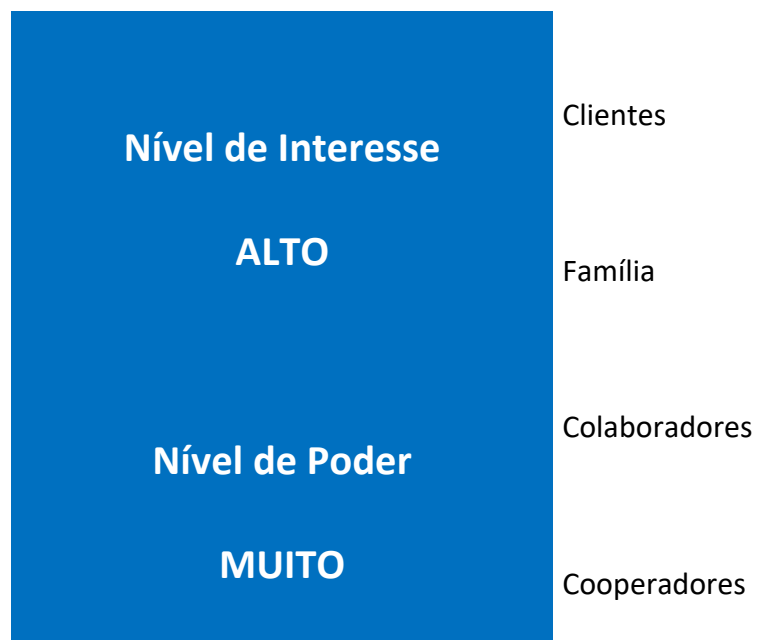 Nível de Interesse
ALTO
Nível de Poder
MUITO
Clientes
Família
Colaboradores
Cooperadores